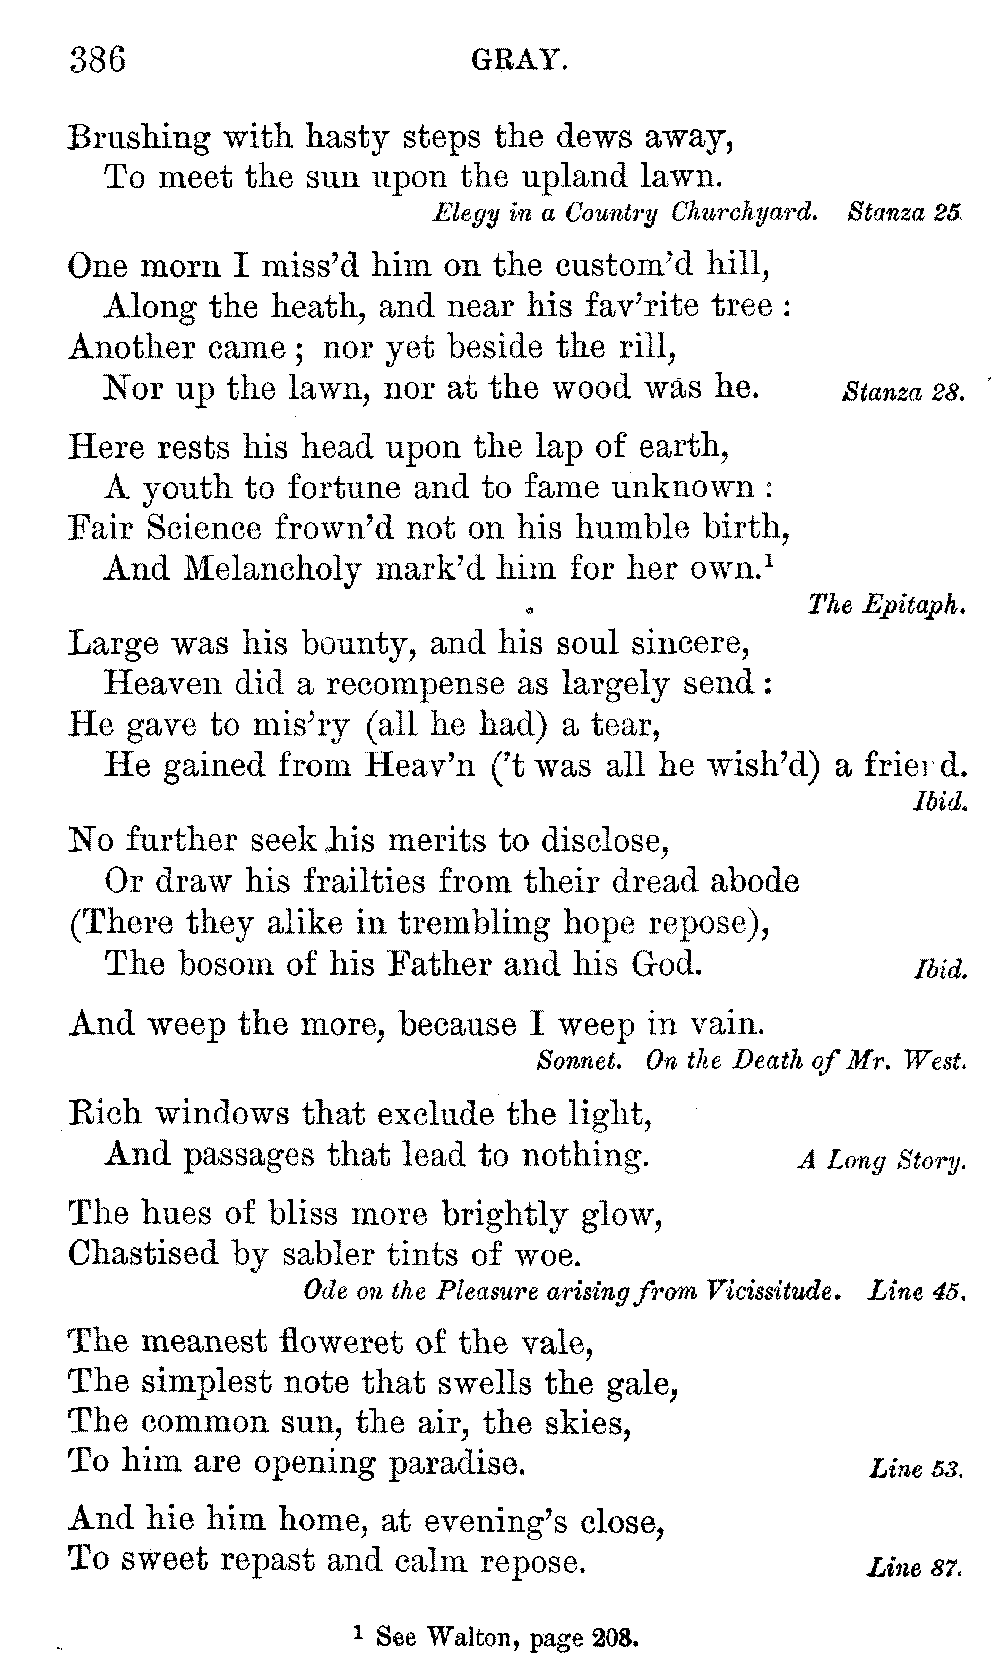 386 GRAY.
Brushing with hasty steps the dews away,
To meet the sun upon the upland lawn.
Elegy in a Country Churchyard. Stanza 25.
One morn I miss'd him on the custom'd hill,
Along the heath, and near his fav'rite tree :
Another came ; nor yet beside the rill,
Nor up the lawn, nor at the wood was he. Stanza 28.
Here rests his head upon the lap of earth,
A youth to fortune and to fame unknown :
Fair Science frown'd not on his humble birth,
And Melancholy mark'd him for her own.¹
The Epitaph.
Large was his bounty, and his soul sincere,
Heaven did a recompense as largely send :
He gave to mis'ry (all he had) a tear,
He gained from Heav'n ('t was all he wish'd) a friend.
Ibid.
No further seek his merits to disclose,
Or draw his frailties from their dread abode
(There they alike in trembling hope repose),
The bosom of his Father and his God. Ibid.
And weep the more, because I weep in vain.
Sonnet. On the Death of Mr. West.
Rich windows that exclude the light,
And passages that lead to nothing. A Long Story.
The hues of bliss more brightly glow,
Chastised by sabler tints of woe.
Ode on the Pleasure arising from Vicissitude. Line 45.
The meanest floweret of the vale,
The simplest note that swells the gale,
The common sun, the air, the skies,
To him are opening paradise. Line 53.
And hie him home, at evening's close,
To sweet repast and calm repose. Line 87.
¹ See Walton, page 208.